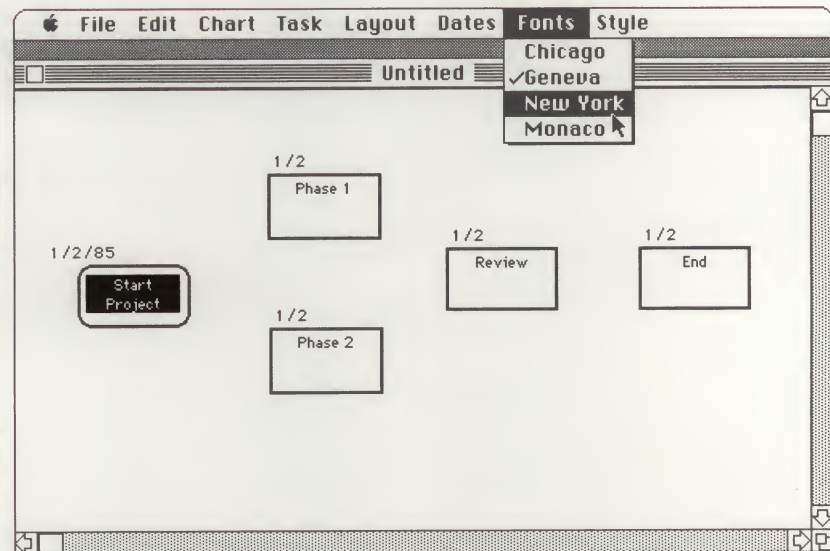 File Edit Chart Task Layout Dates Fonts Style
Chicago
Untitled
✓Geneva
New York
Monaco
1/2
Phase 1
1/2/85
Start
Project
1/2
Phase 2
1/2
Review
1/2
End